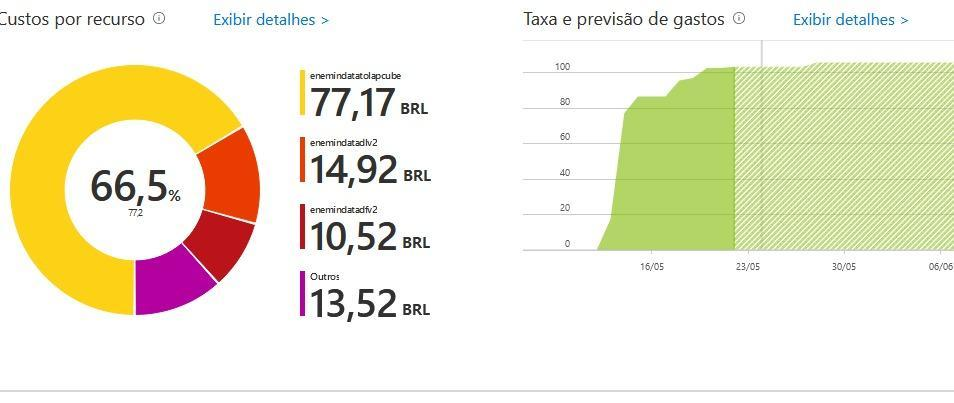 Custos por recurso
Exibir detalhes >
66,5%
77,2
enemindatatolapcube
77,17 BRL
enemindatadlv2
14,92 BRL
enemindatadfv2
10,52 BRL
Outros
13,52 BRL
Taxa e previsão de gastos
Exibir detalhes >
100
80
60
40
20
0
16/05
23/05
30/05
06/06